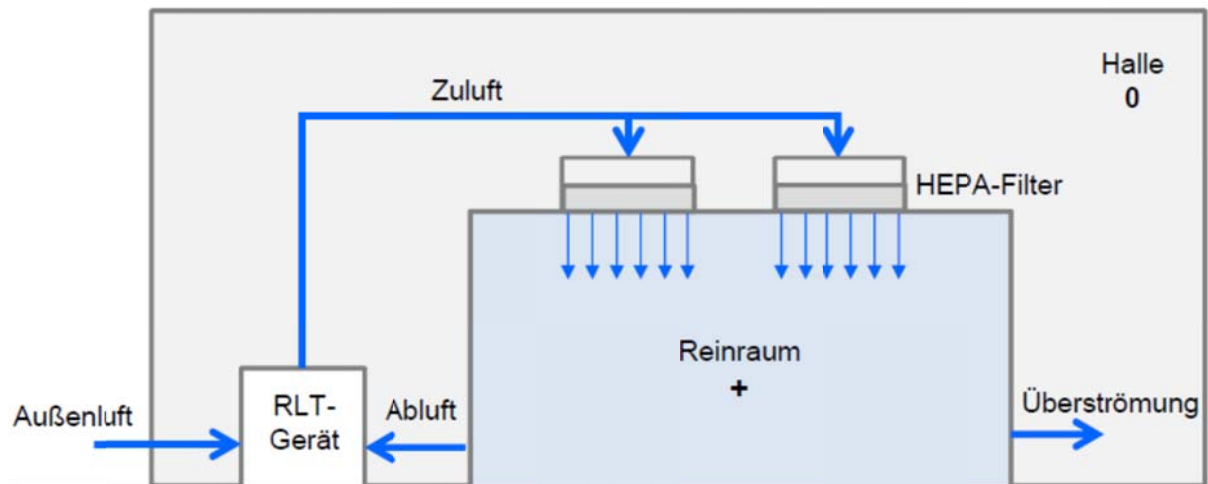 Halle
0
Zuluft
HEPA-Filter
Reinraum
+
Außenluft
RLT-
Gerät
Abluft
Überströmung